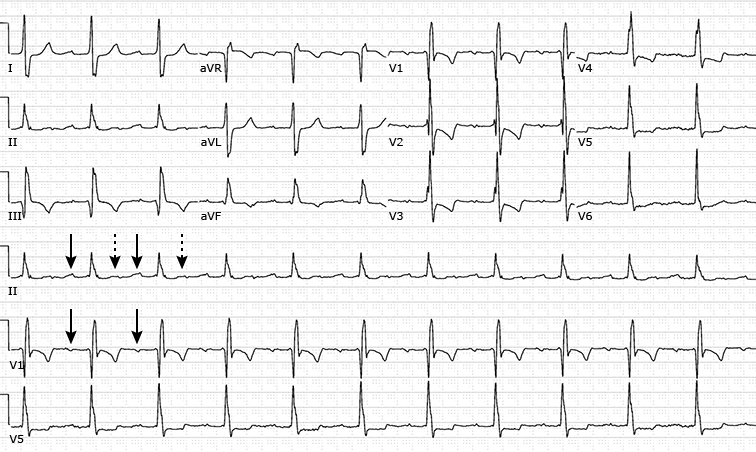 I aVR V1 V4
II aVL V2 V5
III aVF V3 V6
II
V1
V5